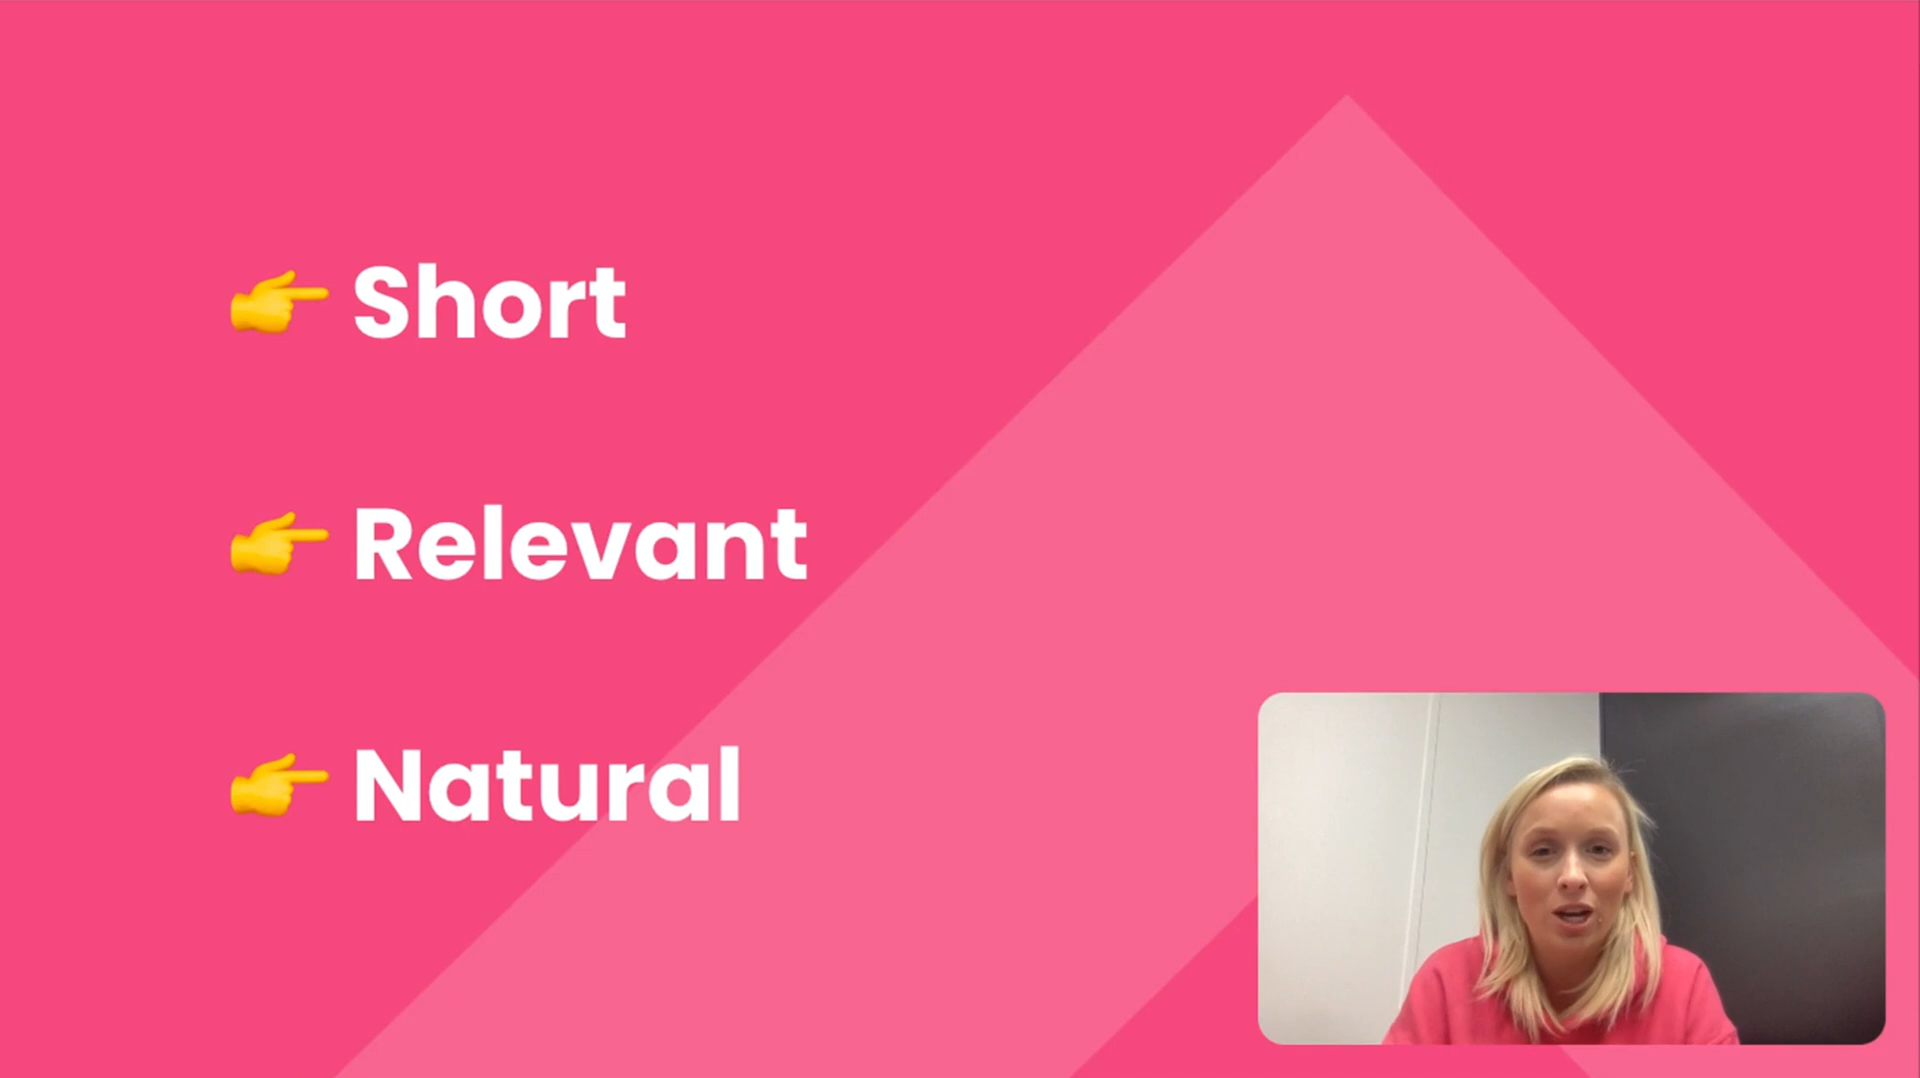 👉 Short
👉 Relevant
👉 Natural